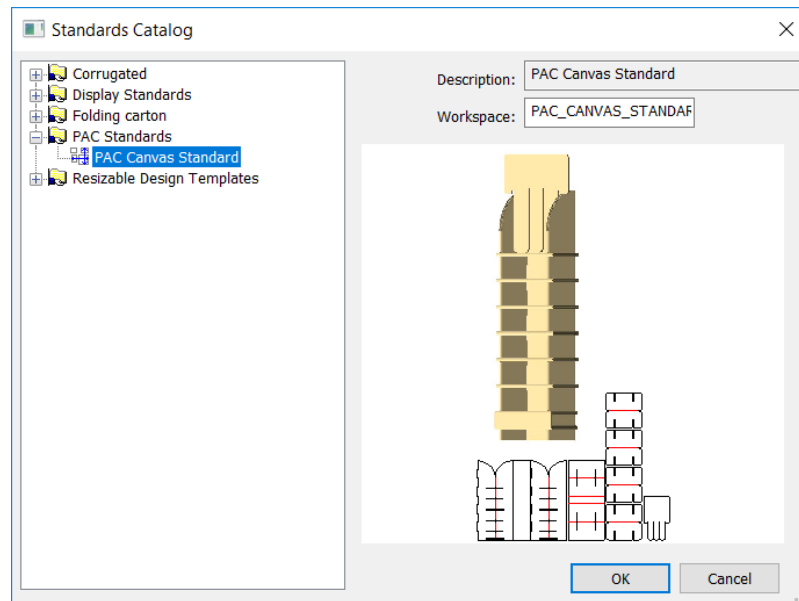 Standards Catalog
Corrugated
Display Standards
Folding carton
PAC Standards
PAC Canvas Standard
Resizable Design Templates
Description: PAC Canvas Standard
Workspace: PAC_CANVAS_STANDAR
OK Cancel